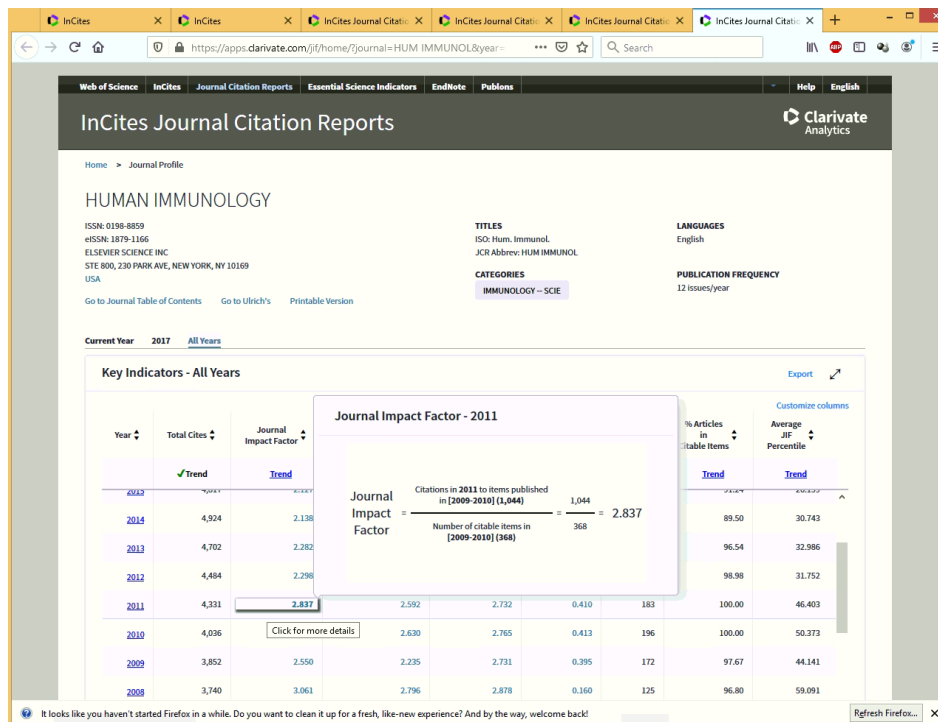 InCites
InCites
InCites Journal Citatio
InCites Journal Citatio
InCites Journal Citatio
InCites Journal Citatio
https://apps.clarivate.com/jif/home/?journal=HUM IMMUNOL&year=
Search
ABP
Web of Science InCites Journal Citation Reports Essential Science Indicators EndNote Publons Help English
InCites Journal Citation Reports
Clarivate
Analytics
Home > Journal Profile
HUMAN IMMUNOLOGY
ISSN: 0198-8859
eISSN: 1879-1166
ELSEVIER SCIENCE INC
STE 800, 230 PARK AVE, NEW YORK, NY 10169
USA
Go to Journal Table of Contents Go to Ulrich's Printable Version
TITLES
ISO: Hum. Immunol.
JCR Abbrev: HUM IMMUNOL
CATEGORIES
IMMUNOLOGY -- SCIE
LANGUAGES
English
PUBLICATION FREQUENCY
12 issues/year
Current Year 2017 All Years
Key Indicators - All Years
Export
Customize columns
Year Total Cites Journal Impact Factor % Articles in Citable Items Average JIF Percentile
Trend Trend Trend Trend
2015
2014 4,924 2.138 89.50 30.743
2013 4,702 2.282 96.54 32.986
2012 4,484 2.298 98.98 31.752
2011 4,331 2.837 2.592 2.732 0.410 183 100.00 46.403
2010 4,036 2.630 2.765 0.413 196 100.00 50.373
2009 3,852 2.550 2.235 2.731 0.395 172 97.67 44.141
2008 3,740 3.061 2.796 2.878 0.160 125 96.80 59.091
Journal Impact Factor - 2011
Journal Impact Factor =
Citations in 2011 to items published
in [2009-2010] (1,044)
Number of citable items in
[2009-2010] (368)
= 1,044
368
= 2.837
Click for more details
It looks like you haven't started Firefox in a while. Do you want to clean it up for a fresh, like-new experience? And by the way, welcome back!
Refresh Firefox...